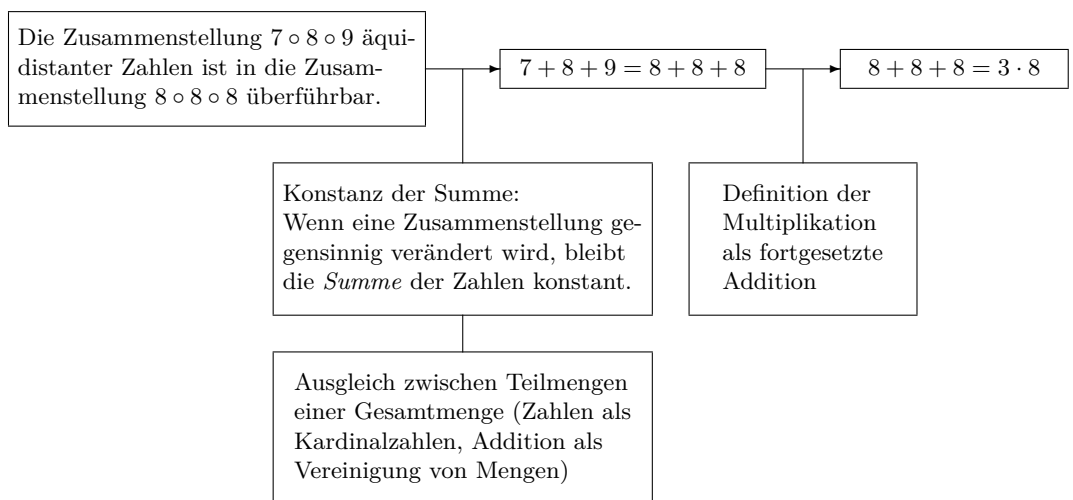 Die Zusammenstellung 7 ∘ 8 ∘ 9 äqui-
distanter Zahlen ist in die Zusam-
menstellung 8 ∘ 8 ∘ 8 überführbar.
7 + 8 + 9 = 8 + 8 + 8
8 + 8 + 8 = 3 · 8
Konstanz der Summe:
Wenn eine Zusammenstellung ge-
gensinnig verändert wird, bleibt
die Summe der Zahlen konstant.
Definition der
Multiplikation
als fortgesetzte
Addition
Ausgleich zwischen Teilmengen
einer Gesamtmenge (Zahlen als
Kardinalzahlen, Addition als
Vereinigung von Mengen)